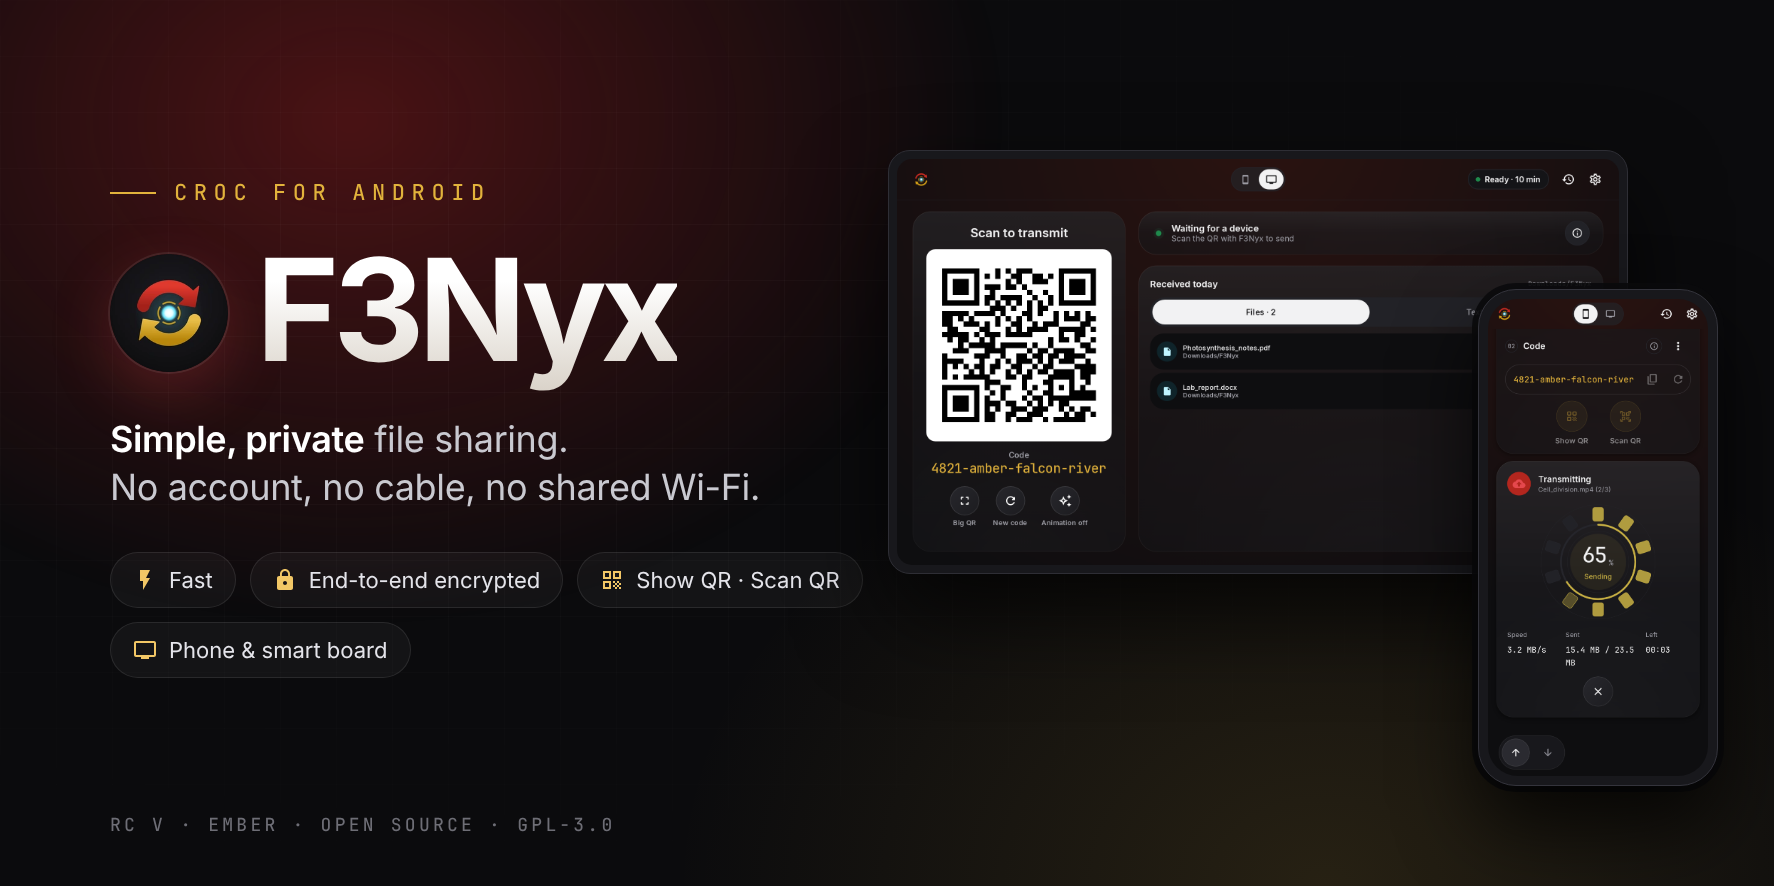 CROC FOR ANDROID
F3Nyx
Simple, private file sharing.
No account, no cable, no shared Wi-Fi.
Fast
End-to-end encrypted
Show QR · Scan QR
Phone & smart board
RC V · EMBER · OPEN SOURCE · GPL-3.0
Ready · 10 min
Scan to transmit
Code
4821-amber-falcon-river
Big QR
New code
Animation off
Waiting for a device
Scan the QR with F3Nyx to send
Received today
Files · 2
Photosynthesis_notes.pdf
Downloads/F3Nyx
Lab_report.docx
Downloads/F3Nyx
02 Code
4821-amber-falcon-river
Show QR
Scan QR
Transmitting
Cell_division.mp4 (2/3)
65%
Sending
Speed
3.2 MB/s
Sent
15.4 MB / 23.5
MB
Left
00:03